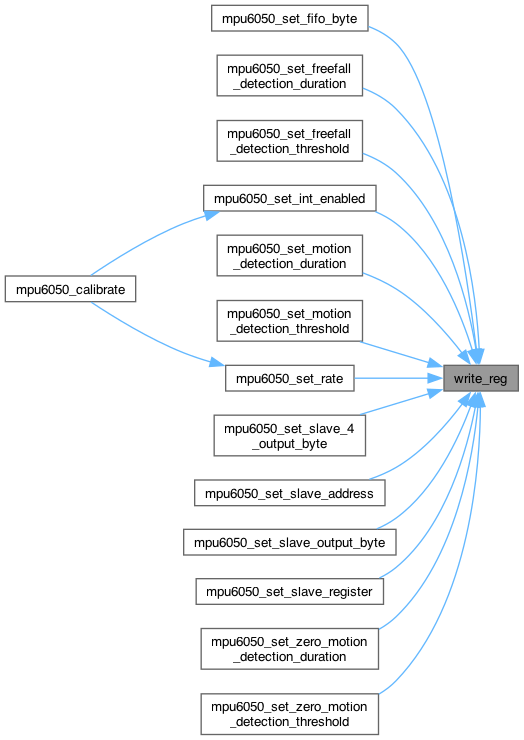 mpu6050_set_fifo_byte
mpu6050_set_freefall
_detection_duration
mpu6050_set_freefall
_detection_threshold
mpu6050_set_int_enabled
mpu6050_set_motion
_detection_duration
mpu6050_calibrate
mpu6050_set_motion
_detection_threshold
mpu6050_set_rate
write_reg
mpu6050_set_slave_4
_output_byte
mpu6050_set_slave_address
mpu6050_set_slave_output_byte
mpu6050_set_slave_register
mpu6050_set_zero_motion
_detection_duration
mpu6050_set_zero_motion
_detection_threshold